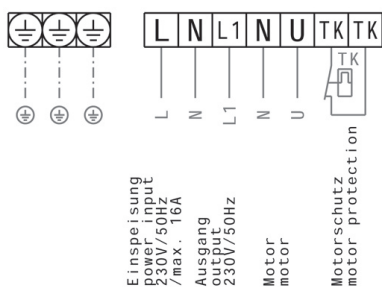 L N L1 N U TK TK
TK
L N L1 N U
Einspeisung
power input
230V/50Hz
/max. 16A
Ausgang
output
230V/50Hz
Motor
motor
Motorschutz
motor protection